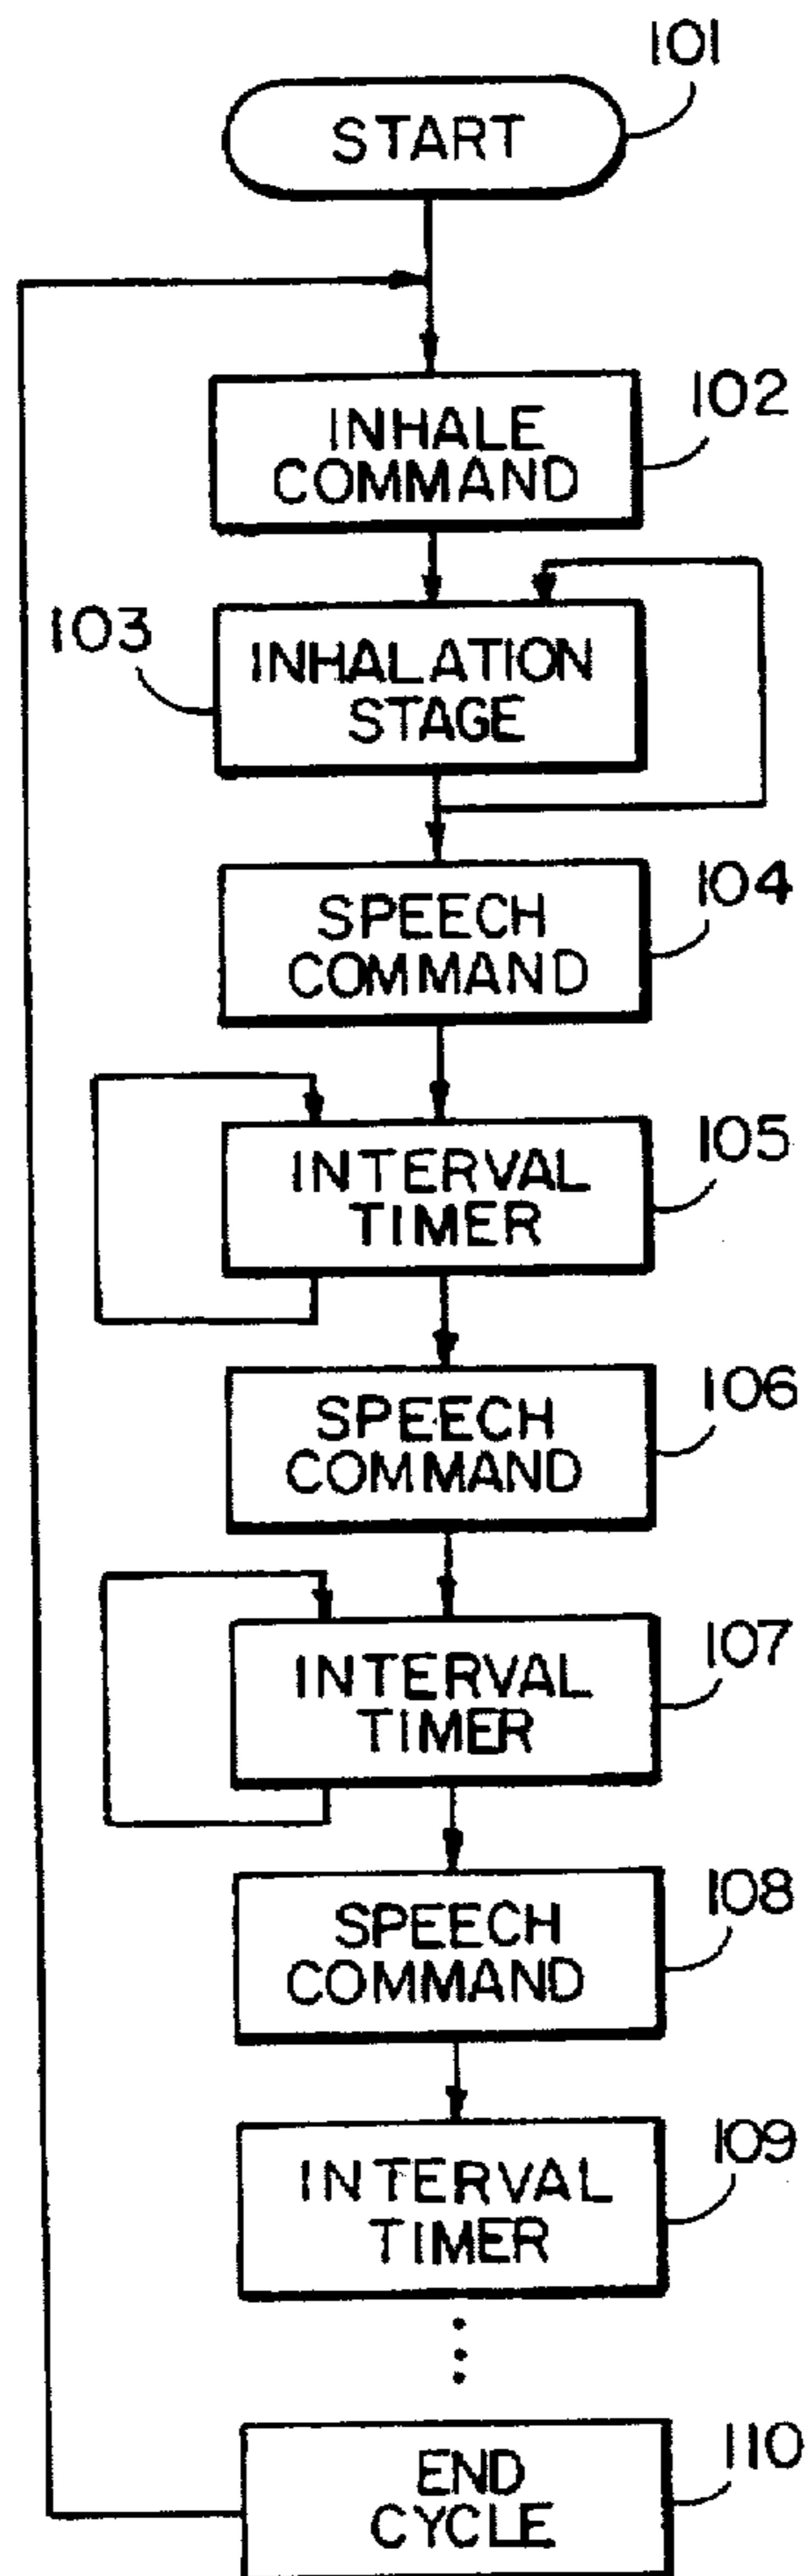 101
START
102
INHALE
COMMAND
103
INHALATION
STAGE
104
SPEECH
COMMAND
105
INTERVAL
TIMER
106
SPEECH
COMMAND
107
INTERVAL
TIMER
108
SPEECH
COMMAND
109
INTERVAL
TIMER
110
END
CYCLE